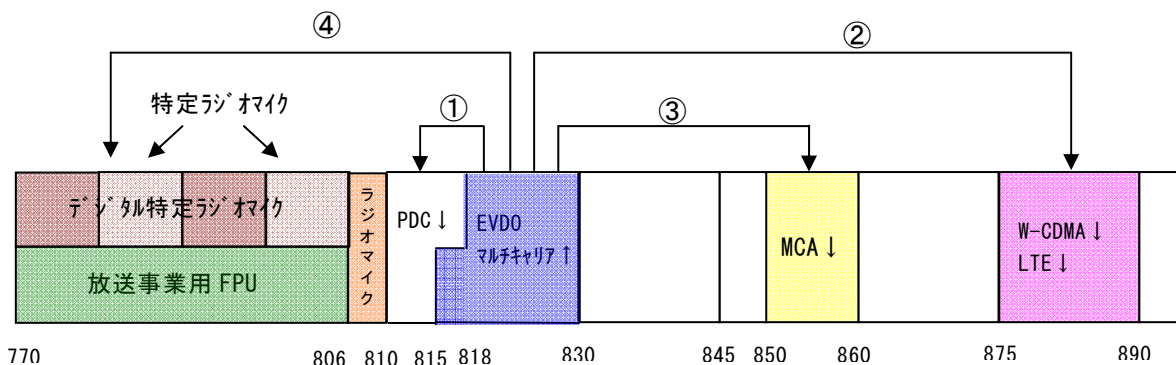 ④
②
特定ラジオマイク
①
③
デジタル特定ラジオマイク
放送事業用 FPU
ラジオマイク
PDC↓
EVDO
マルチキャリア↑
MCA↓
W-CDMA↓
LTE↓
770
806
810
815
818
830
845
850
860
875
890